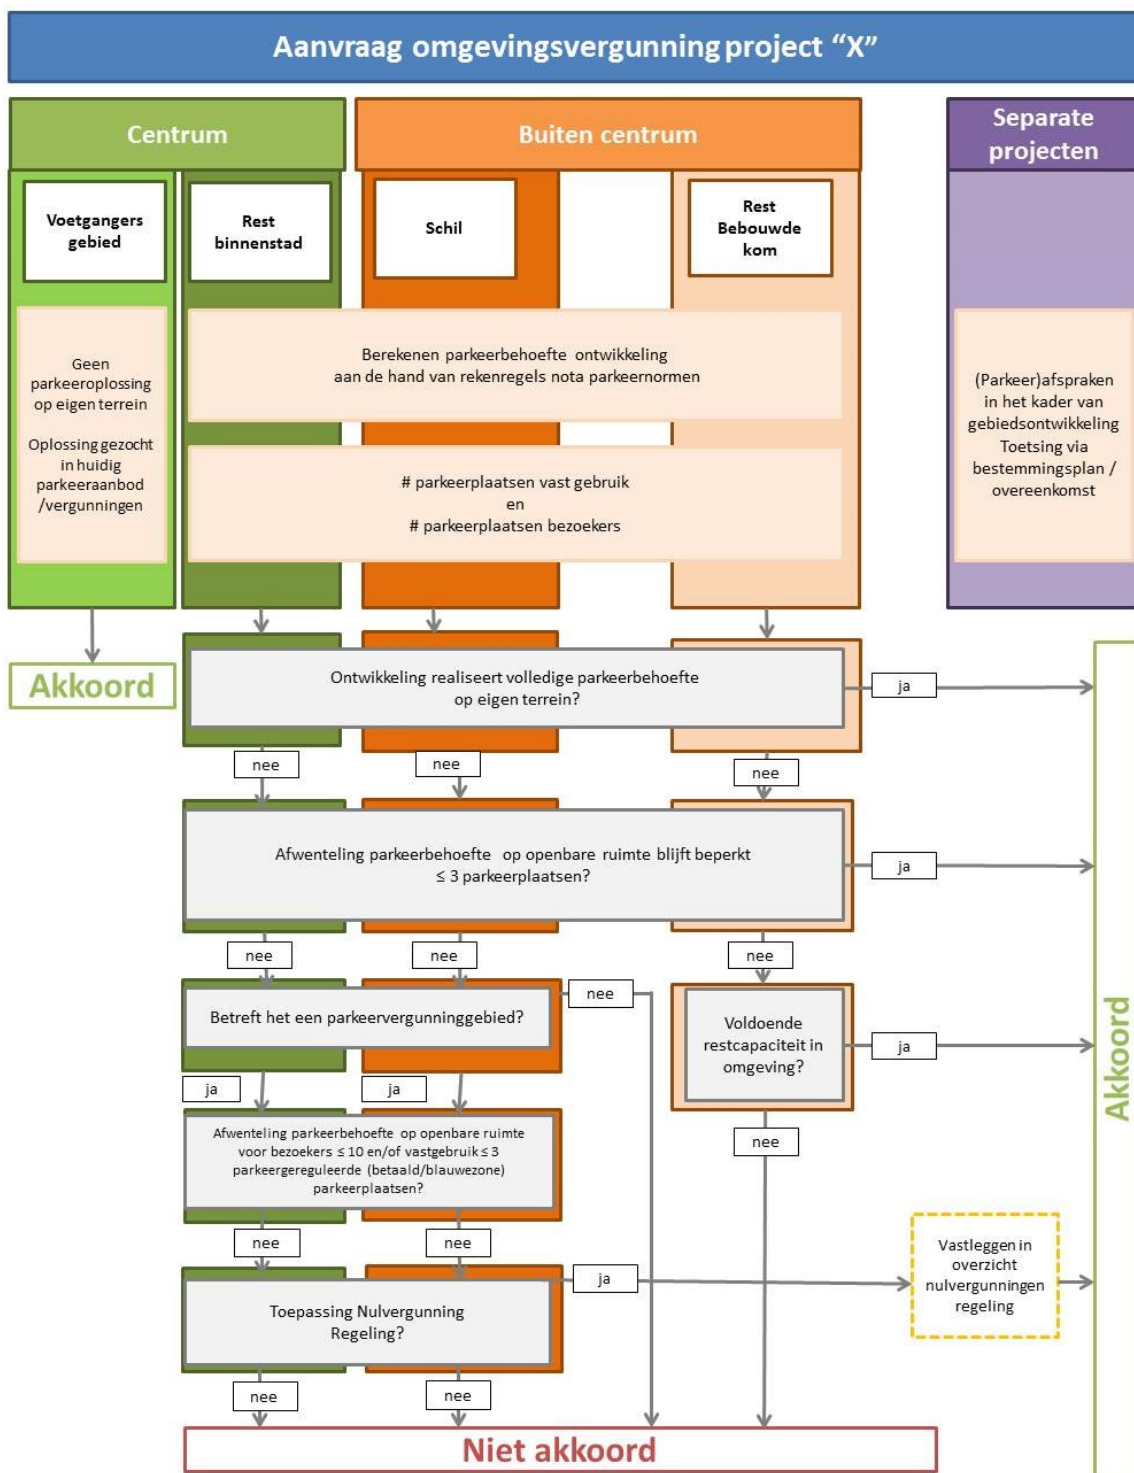 Aanvraag omgevingsvergunning project “X”
Centrum
Buiten centrum
Separate
projecten
Voetgangers
gebied
Rest
binnenstad
Schil
Rest
Bebouwde
kom
Geen
parkeeroplossing
op eigen terrein
Oplossing gezocht
in huidig
parkeeraanbod
/vergunningen
Berekenen parkeerbehoefte ontwikkeling
aan de hand van rekenregels nota parkeernormen
# parkeerplaatsen vast gebruik
en
# parkeerplaatsen bezoekers
(Parkeer)afspraken
in het kader van
gebiedsontwikkeling
Toetsing via
bestemmingsplan /
overeenkomst
Akkoord
Ontwikkeling realiseert volledige parkeerbehoefte
op eigen terrein?
ja
nee
nee
nee
Afwenteling parkeerbehoefte op openbare ruimte blijft beperkt
≤ 3 parkeerplaatsen?
ja
nee
nee
nee
Betreft het een parkeervergunninggebied?
nee
Voldoende
restcapaciteit in
omgeving?
ja
Akkoord
ja
ja
Afwenteling parkeerbehoefte op openbare ruimte
voor bezoekers ≤ 10 en/of vastgebruik ≤ 3
parkeergereguleerde (betaald/blauwezone)
parkeerplaatsen?
nee
nee
nee
Toepassing Nulvergunning
Regeling?
ja
Vastleggen in
overzicht
nulvergunningen
regeling
nee
nee
Niet akkoord